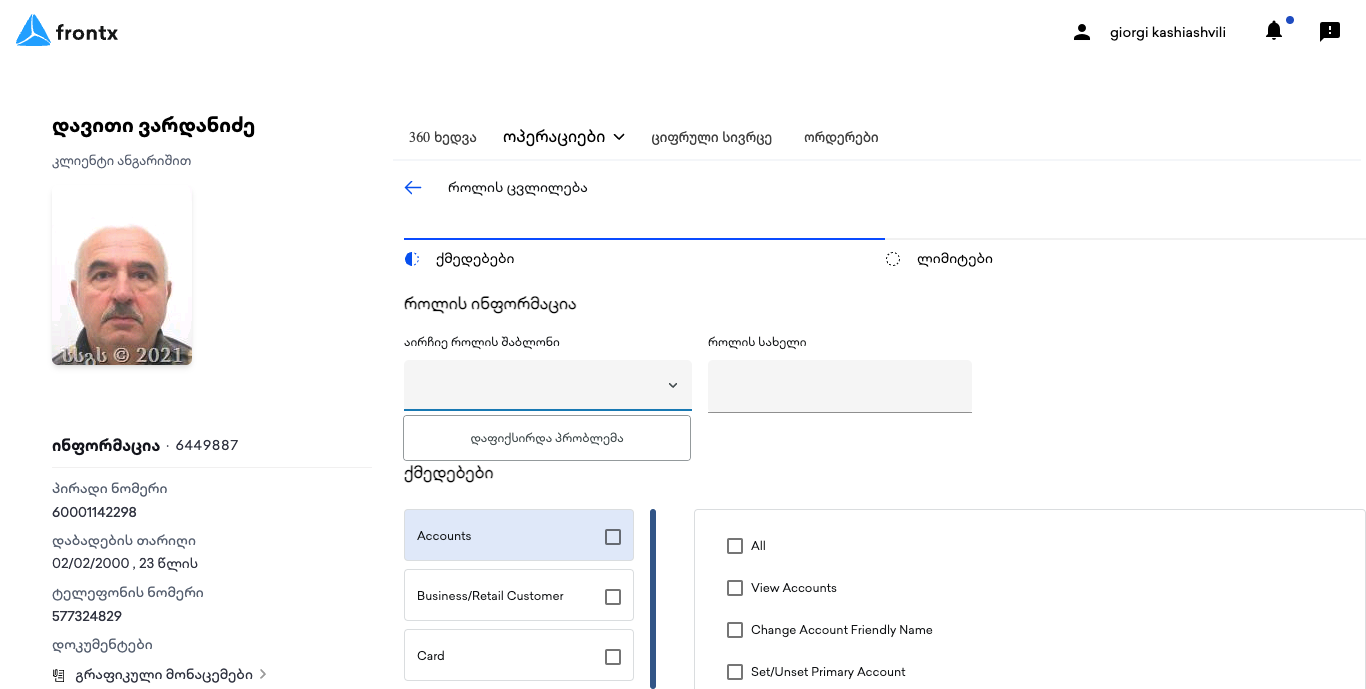 frontx
giorgi kashiashvili
დავითი ვარდანიძე
კლიენტი ანგარიშით
სსგს © 2021
ინფორმაცია · 6449887
პირადი ნომერი
60001142298
დაბადების თარიღი
02/02/2000 , 23 წლის
ტელეფონის ნომერი
577324829
დოკუმენტები
გრაფიკული მონაცემები
360 ხედვა ოპერაციები ციფრული სივრცე ორდერები
როლის ცვლილება
ქმედებები ლიმიტები
როლის ინფორმაცია
აირჩიე როლის შაბლონი როლის სახელი
დაფიქსირდა პრობლემა
ქმედებები
Accounts
Business/Retail Customer
Card
All
View Accounts
Change Account Friendly Name
Set/Unset Primary Account